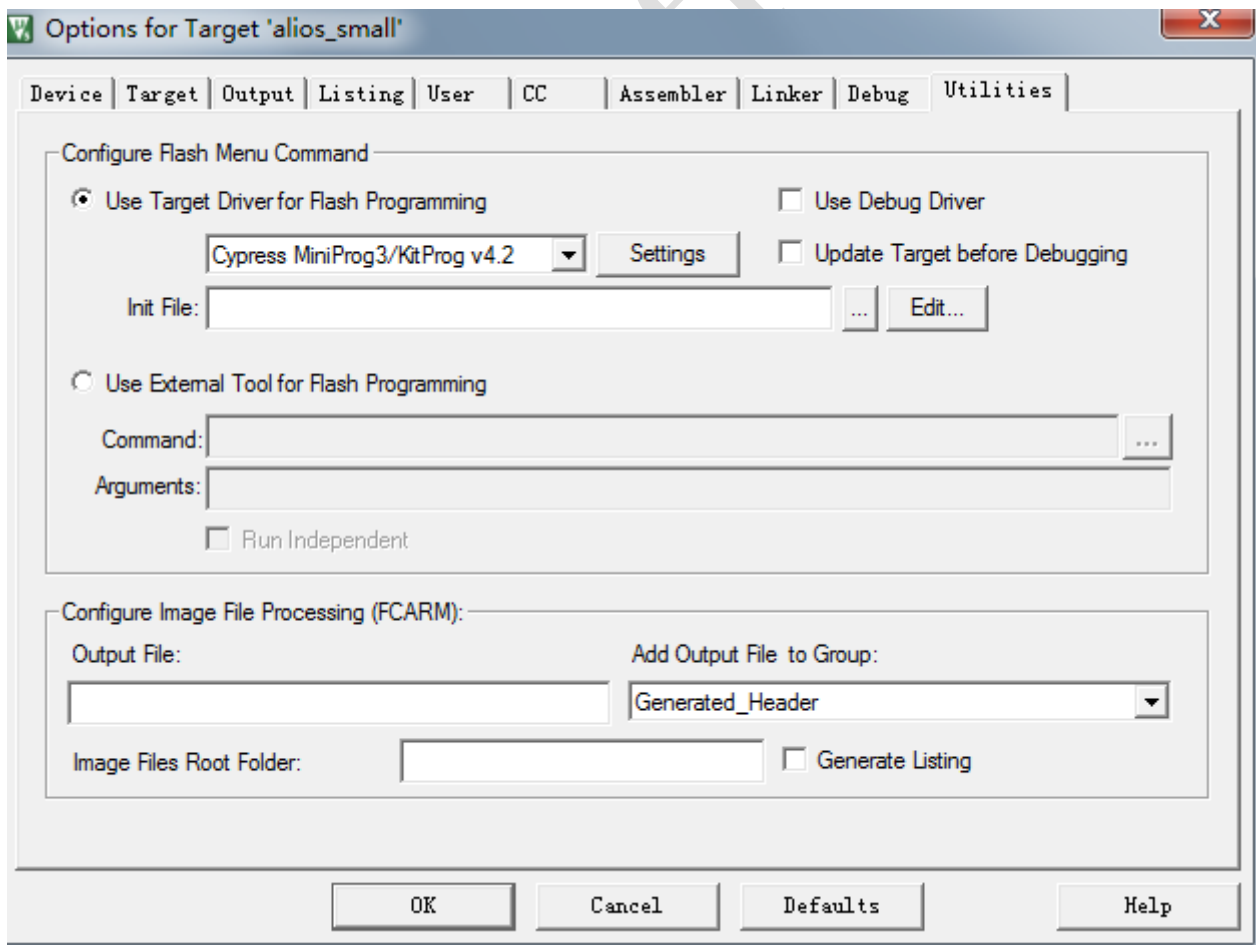 Options for Target 'alios_small'
Device Target Output Listing User CC Assembler Linker Debug Utilities
Configure Flash Menu Command
Use Target Driver for Flash Programming Use Debug Driver
Cypress MiniProg3/KitProg v4.2 Settings Update Target before Debugging
Init File: ... Edit...
Use External Tool for Flash Programming
Command: ...
Arguments:
Run Independent
Configure Image File Processing (FCARM):
Output File: Add Output File to Group:
Generated_Header
Image Files Root Folder: Generate Listing
OK Cancel Defaults Help